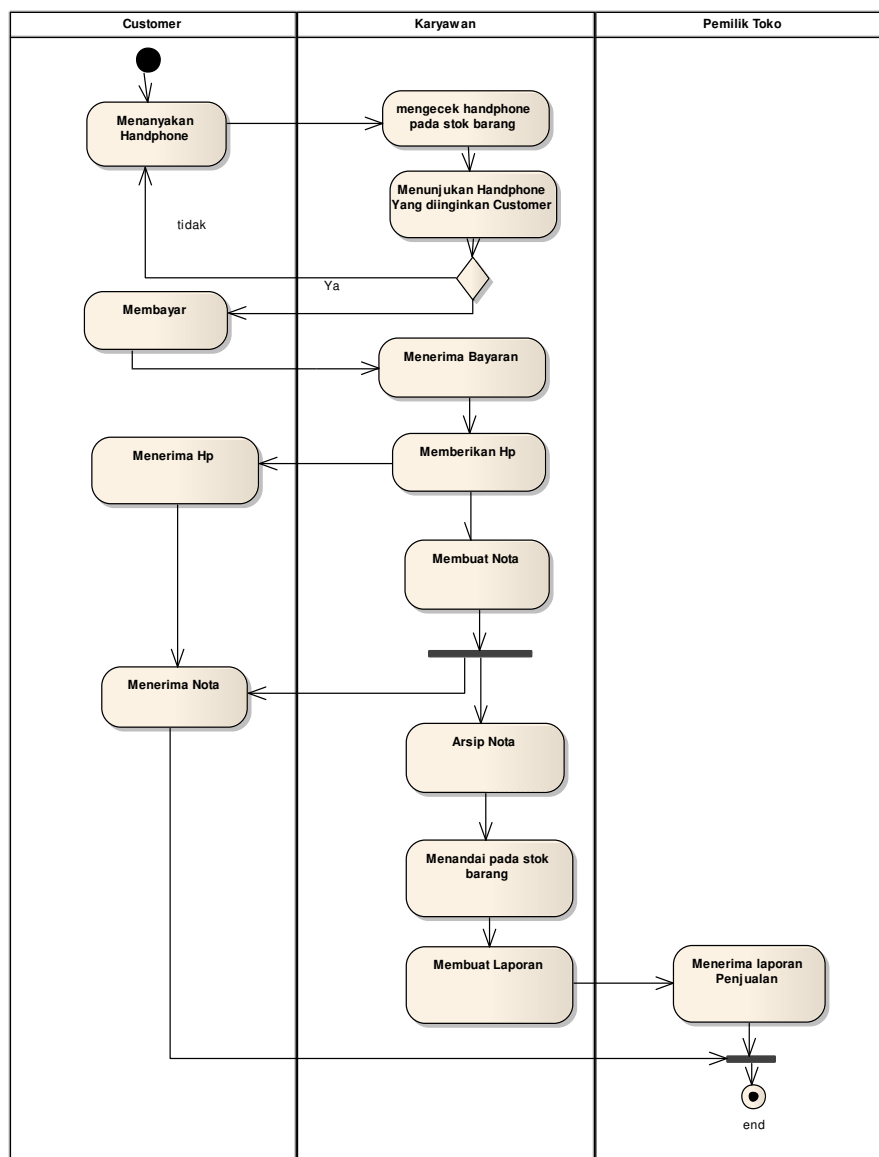 Customer
Karyawan
Pemilik Toko
Menanyakan
Handphone
mengecek handphone
pada stok barang
Menunjukan Handphone
Yang diinginkan Customer
tidak
Ya
Membayar
Menerima Bayaran
Menerima Hp
Memberikan Hp
Membuat Nota
Menerima Nota
Arsip Nota
Menandai pada stok
barang
Membuat Laporan
Menerima laporan
Penjualan
end